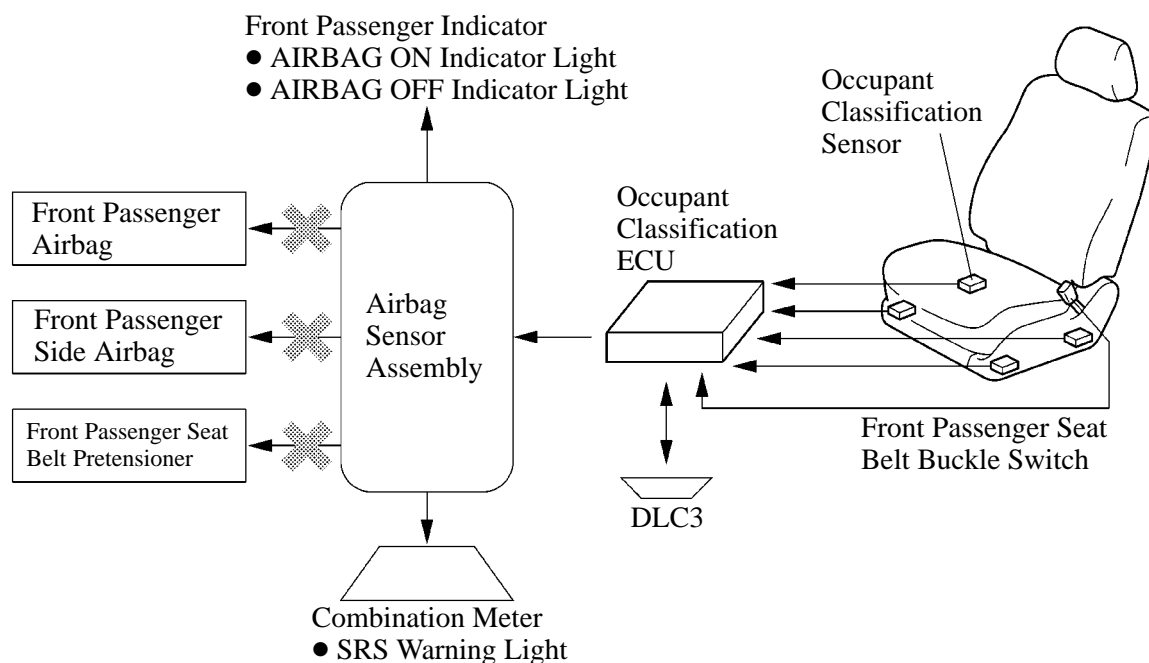 Front Passenger Indicator
● AIRBAG ON Indicator Light
● AIRBAG OFF Indicator Light
Occupant
Classification
Sensor
Front Passenger
Airbag
Occupant
Classification
ECU
Front Passenger
Side Airbag
Airbag
Sensor
Assembly
Front Passenger Seat
Belt Pretensioner
Front Passenger Seat
Belt Buckle Switch
DLC3
Combination Meter
● SRS Warning Light